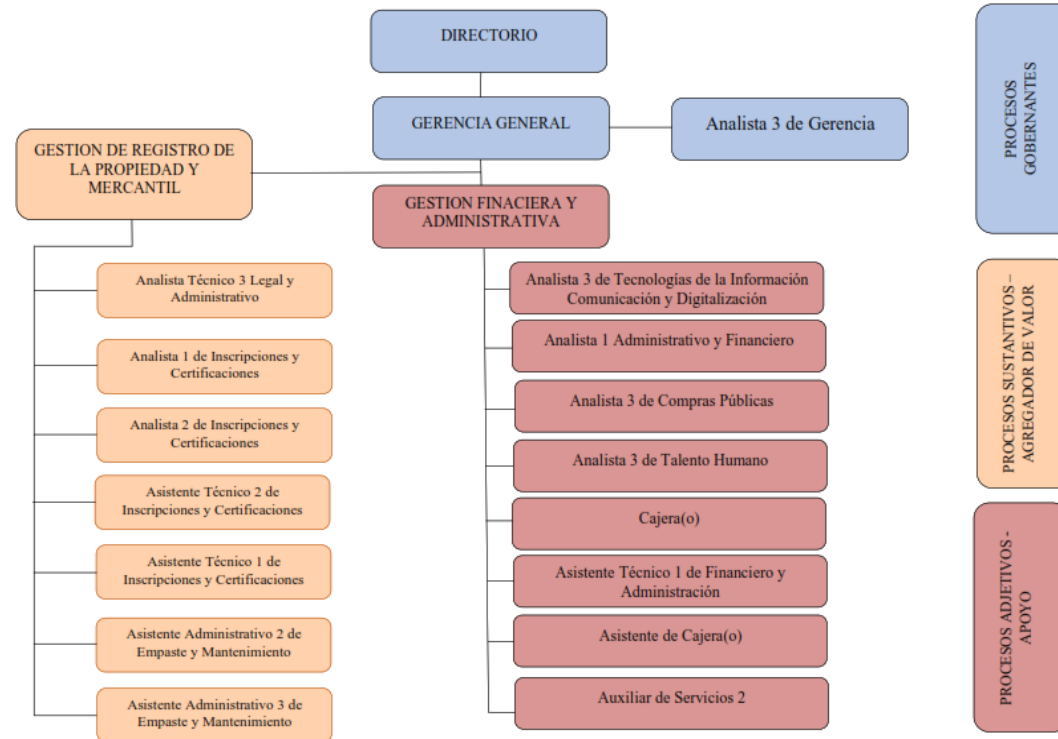 DIRECTORIO
GERENCIA GENERAL
Analista 3 de Gerencia
GESTION DE REGISTRO DE
LA PROPIEDAD Y
MERCANTIL
GESTION FINACIERA Y
ADMINISTRATIVA
Analista Técnico 3 Legal y
Administrativo
Analista 1 de Inscripciones y
Certificaciones
Analista 2 de Inscripciones y
Certificaciones
Asistente Técnico 2 de
Inscripciones y Certificaciones
Asistente Técnico 1 de
Inscripciones y Certificaciones
Asistente Administrativo 2 de
Empaste y Mantenimiento
Asistente Administrativo 3 de
Empaste y Mantenimiento
Analista 3 de Tecnologías de la Información
Comunicación y Digitalización
Analista 1 Administrativo y Financiero
Analista 3 de Compras Públicas
Analista 3 de Talento Humano
Cajera(o)
Asistente Técnico 1 de Financiero y
Administración
Asistente de Cajera(o)
Auxiliar de Servicios 2
PROCESOS
GOBERNANTES
PROCESOS SUSTANTIVOS –
AGREGADOR DE VALOR
PROCESOS ADJETIVOS -
APOYO